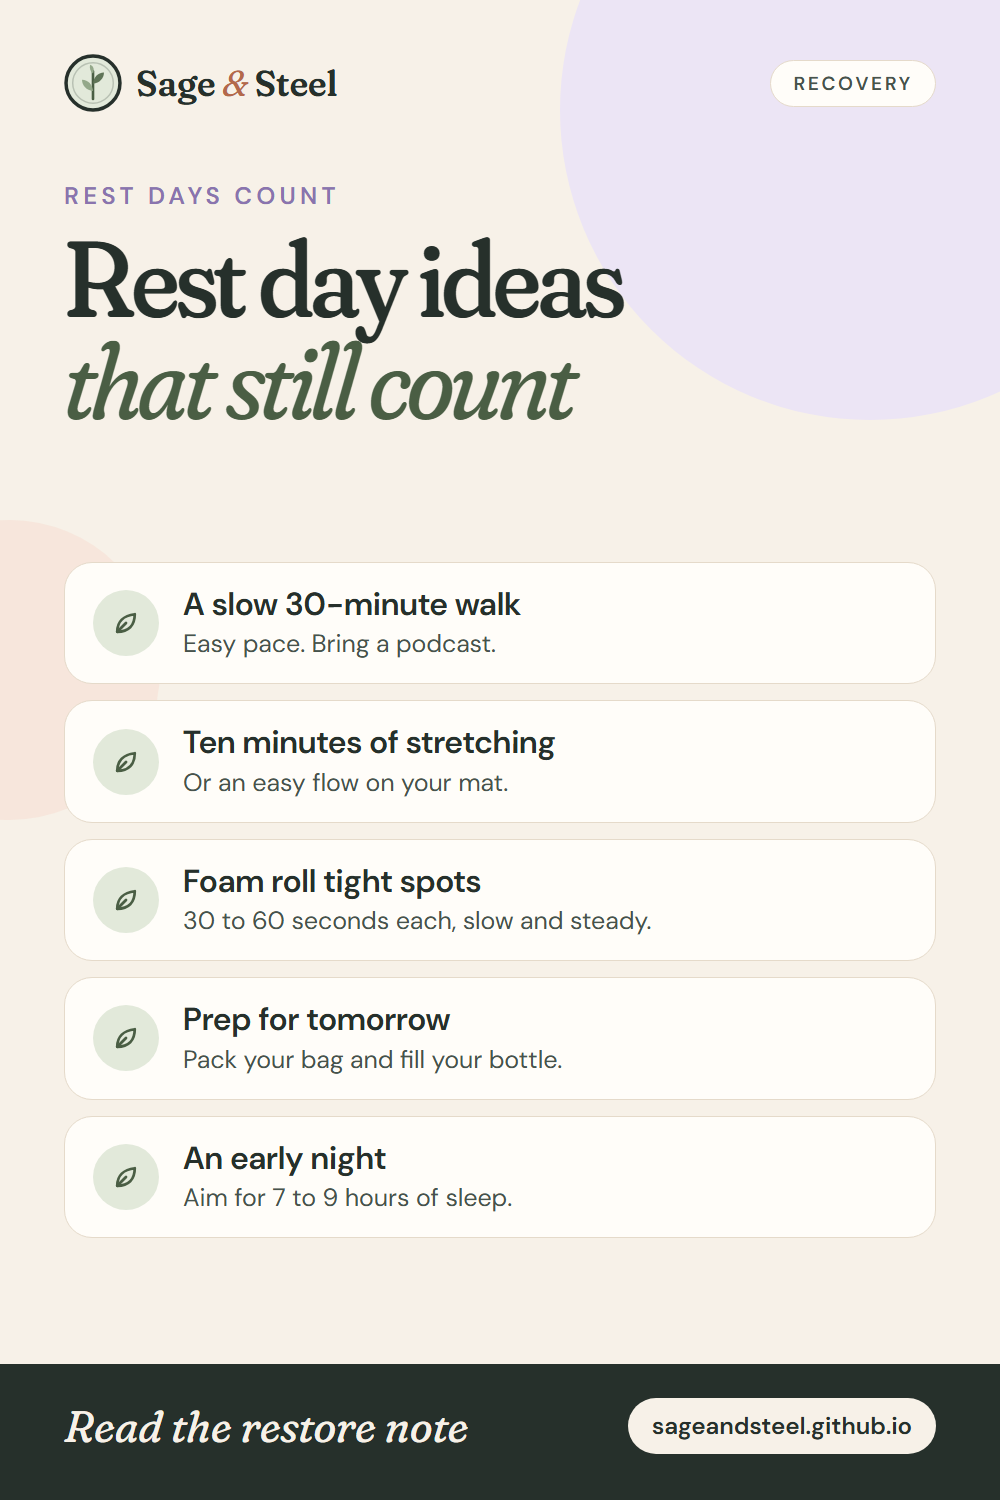 Sage & Steel
RECOVERY
REST DAYS COUNT
Rest day ideas
that still count
A slow 30-minute walk
Easy pace. Bring a podcast.
Ten minutes of stretching
Or an easy flow on your mat.
Foam roll tight spots
30 to 60 seconds each, slow and steady.
Prep for tomorrow
Pack your bag and fill your bottle.
An early night
Aim for 7 to 9 hours of sleep.
Read the restore note
sageandsteel.github.io